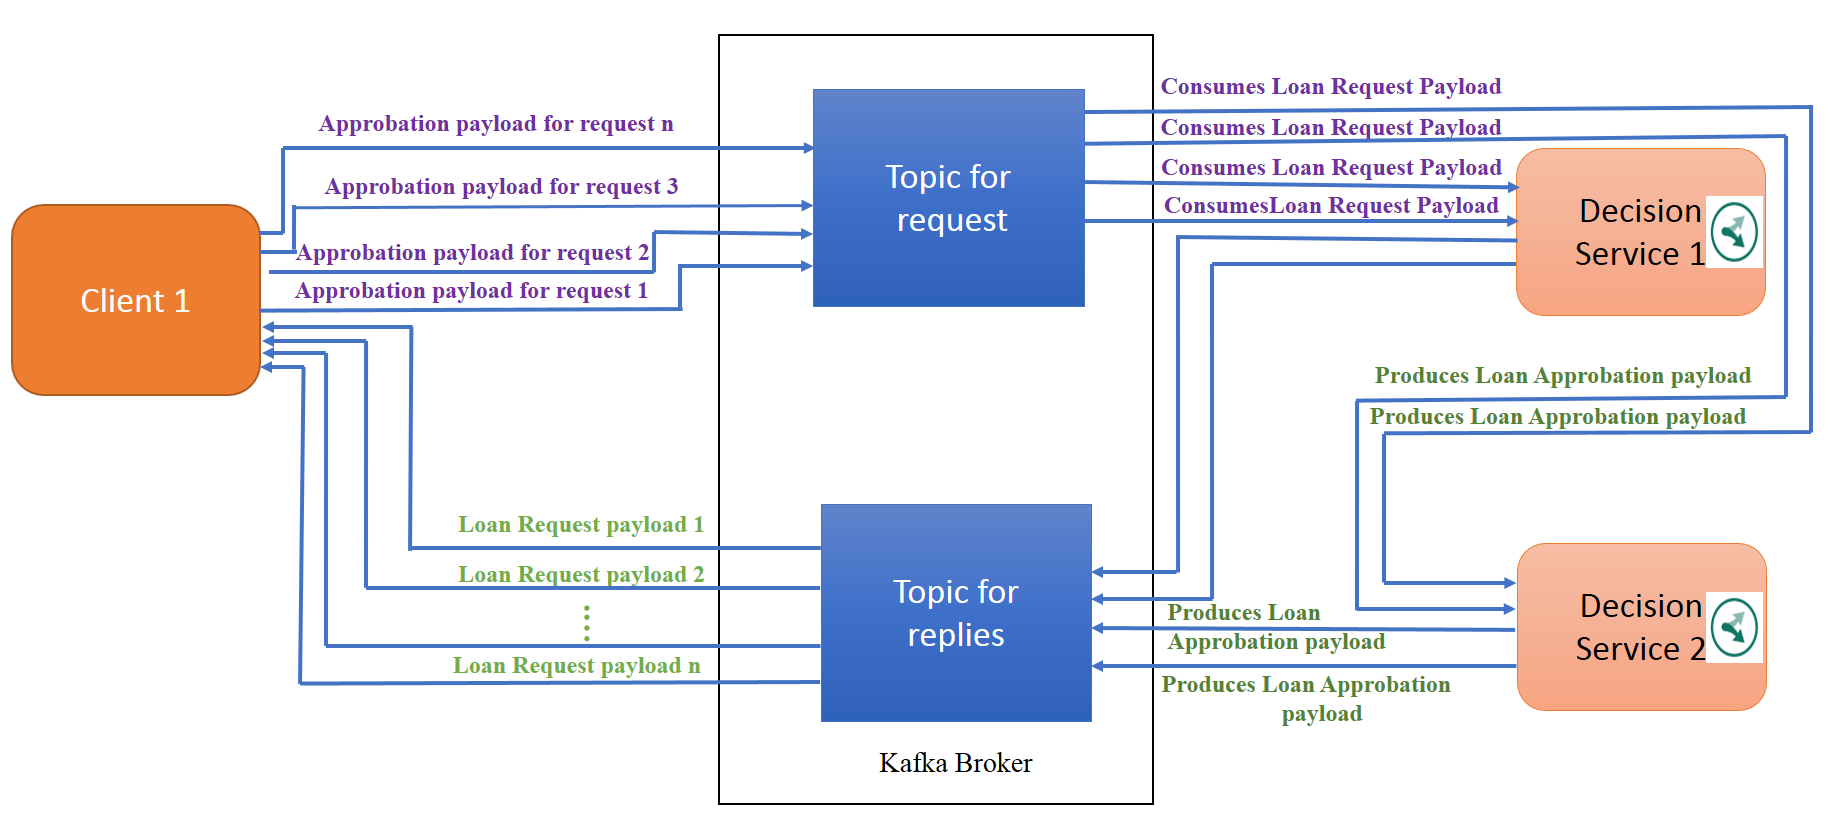 Consumes Loan Request Payload
Approbation payload for request n
Consumes Loan Request Payload
Topic for
request
Consumes Loan Request Payload
Approbation payload for request 3
ConsumesLoan Request Payload
Decision
Service 1
Approbation payload for request 2
Approbation payload for request 1
Client 1
Produces Loan Approbation payload
Produces Loan Approbation payload
Loan Request payload 1
Loan Request payload 2
Topic for
replies
Produces Loan
Approbation payload
Decision
Service 2
Loan Request payload n
Produces Loan Approbation
payload
Kafka Broker